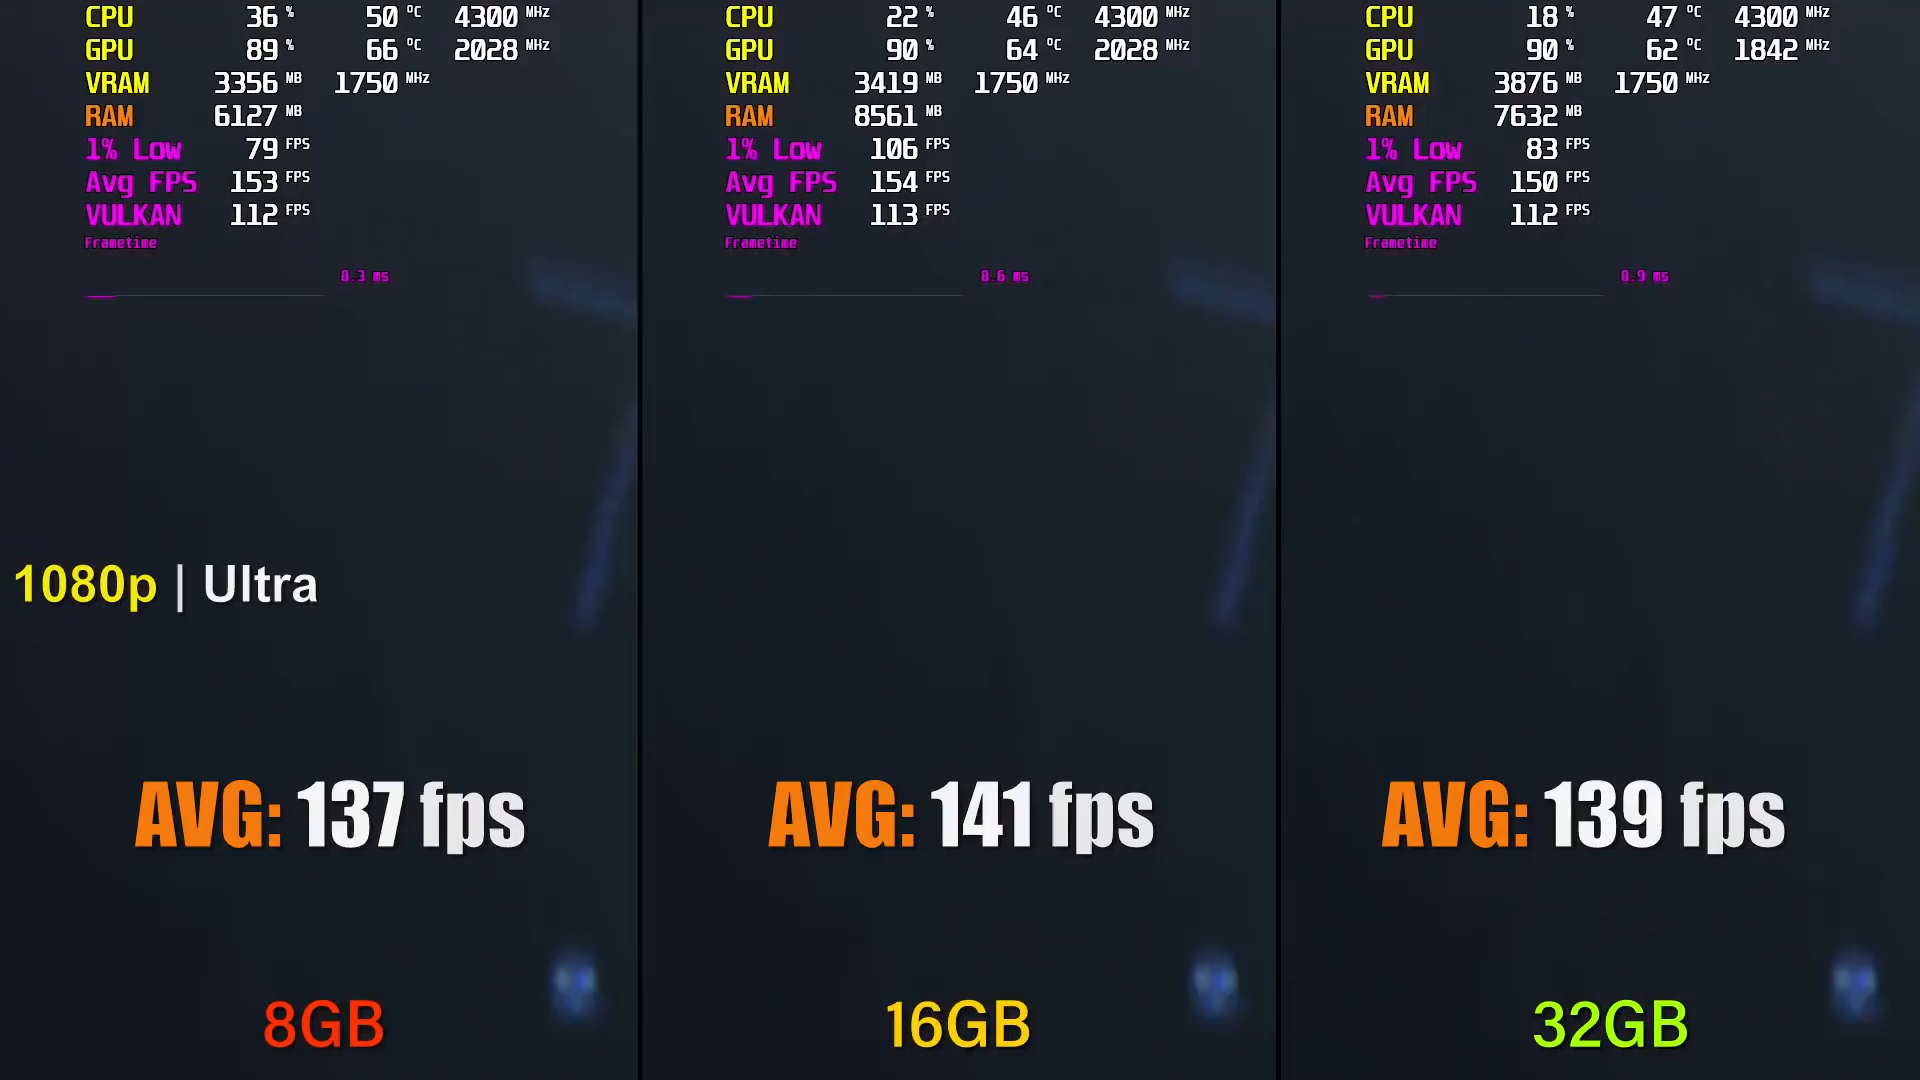 CPU 36 % 50 °C 4300 MHz
GPU 89 % 66 °C 2028 MHz
VRAM 3356 MB 1750 MHz
RAM 6127 MB
1% Low 79 FPS
Avg FPS 153 FPS
VULKAN 112 FPS
Frametime
8.3 ms
1080p | Ultra
AVG: 137 fps
8GB
CPU 22 % 46 °C 4300 MHz
GPU 90 % 64 °C 2028 MHz
VRAM 3419 MB 1750 MHz
RAM 8561 MB
1% Low 106 FPS
Avg FPS 154 FPS
VULKAN 113 FPS
Frametime
8.6 ms
AVG: 141 fps
16GB
CPU 18 % 47 °C 4300 MHz
GPU 90 % 62 °C 1842 MHz
VRAM 3876 MB 1750 MHz
RAM 7632 MB
1% Low 83 FPS
Avg FPS 150 FPS
VULKAN 112 FPS
Frametime
8.9 ms
AVG: 139 fps
32GB